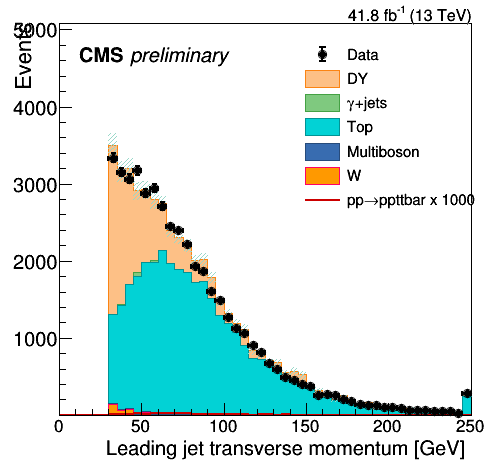 41.8 fb⁻¹ (13 TeV)
Events
5000
4000
3000
2000
1000
CMS preliminary
Data
DY
γ+jets
Top
Multiboson
W
pp→ppttbar x 1000
0 50 100 150 200 250
Leading jet transverse momentum [GeV]